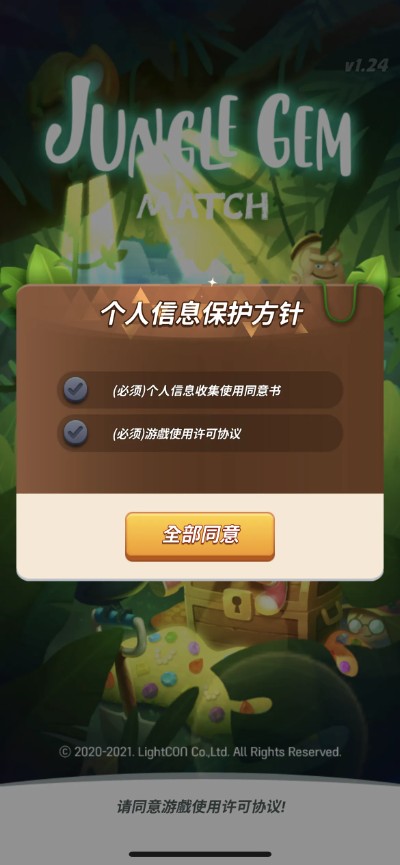 v1.24
JUNGLE GEM
MATCH
个人信息保护方针
(必须)个人信息收集使用同意书
(必须)游戲使用许可协议
全部同意
© 2020-2021. LightCON Co.,Ltd. All Rights Reserved.
请同意游戲使用许可协议!